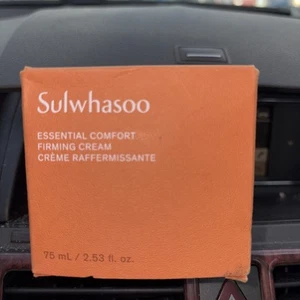 Sulwhasoo
ESSENTIAL COMFORT
FIRMING CREAM
CRÈME RAFFERMISSANTE
75 mL / 2.53 fl. oz.